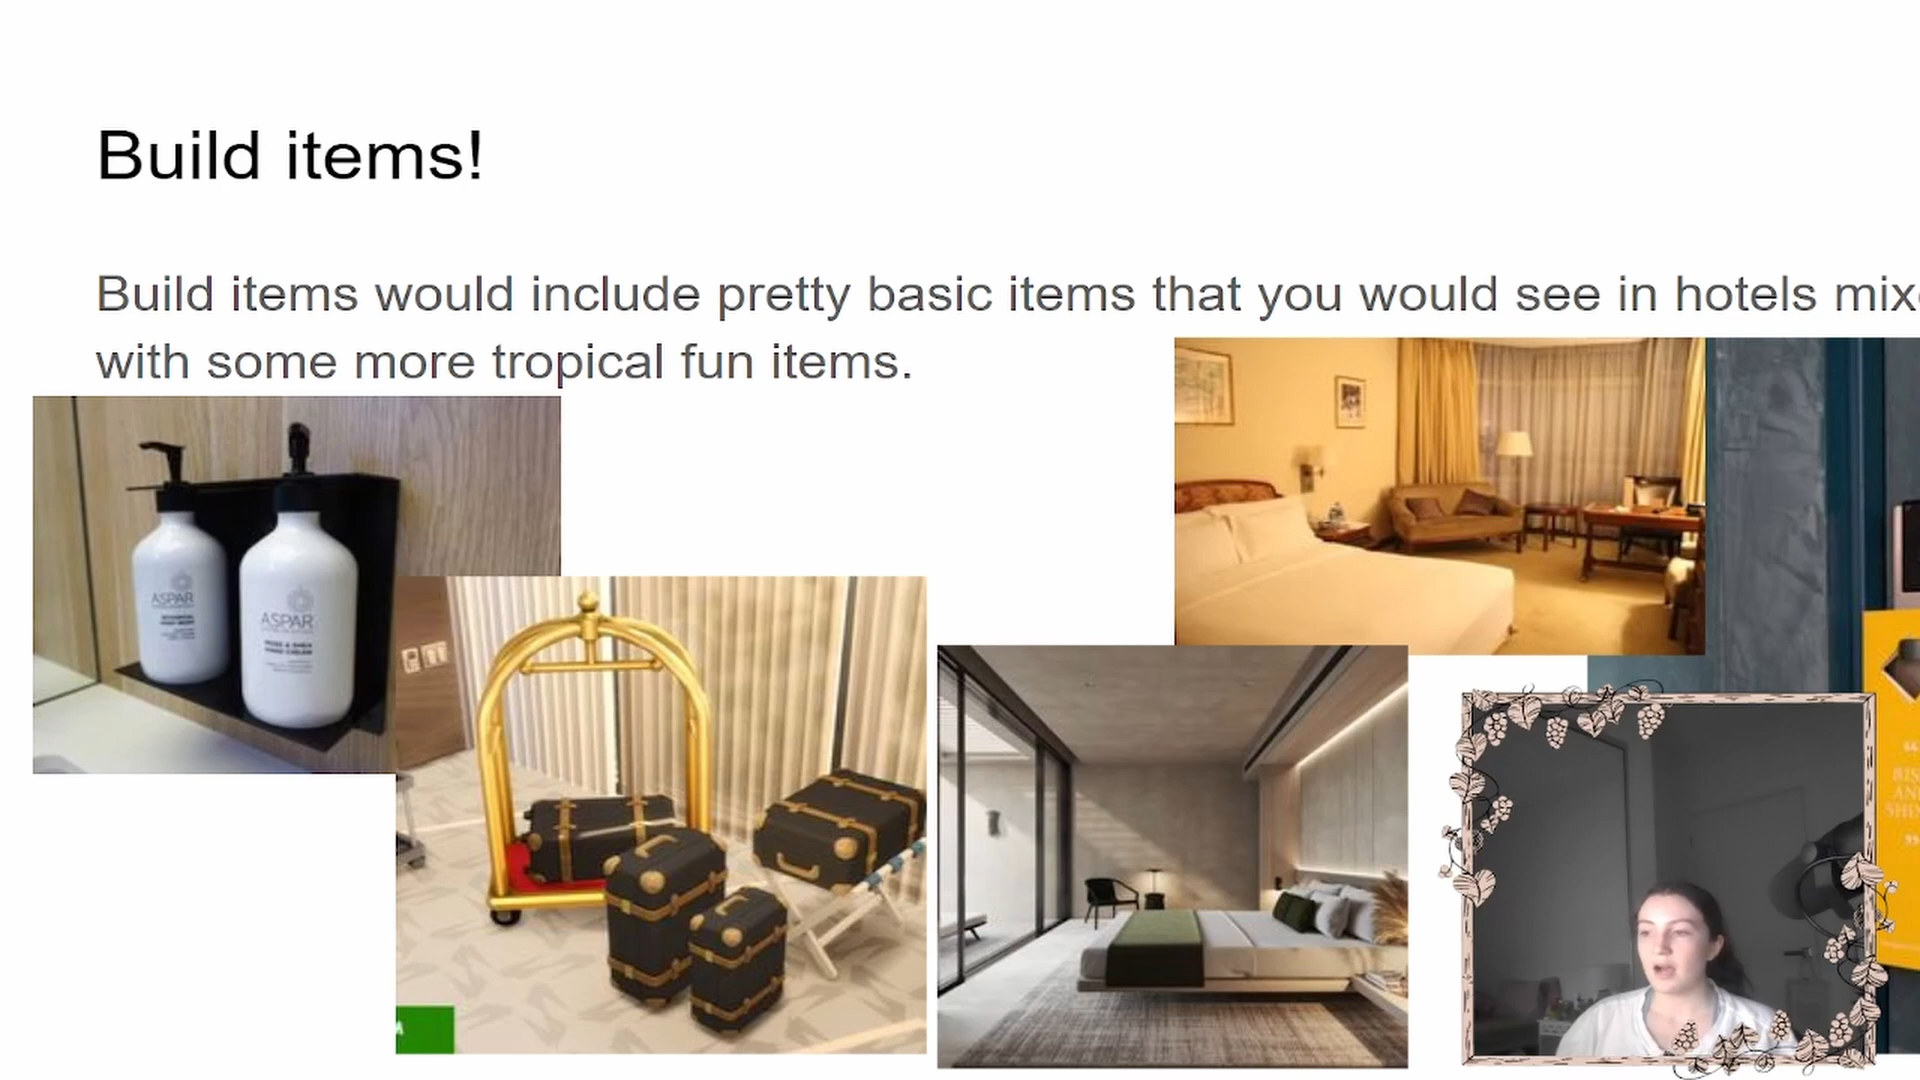 Build items!
Build items would include pretty basic items that you would see in hotels mix
with some more tropical fun items.
ASPAR
ASPAR
A